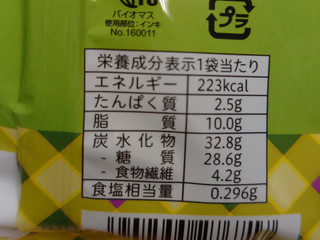 バイオマス
使用部位：インキ
No.160011
プラ
栄養成分表示1袋当たり
エネルギー 223kcal
たんぱく質 2.5g
脂質 10.0g
炭水化物 32.8g
- 糖質 28.6g
- 食物繊維 4.2g
食塩相当量 0.296g